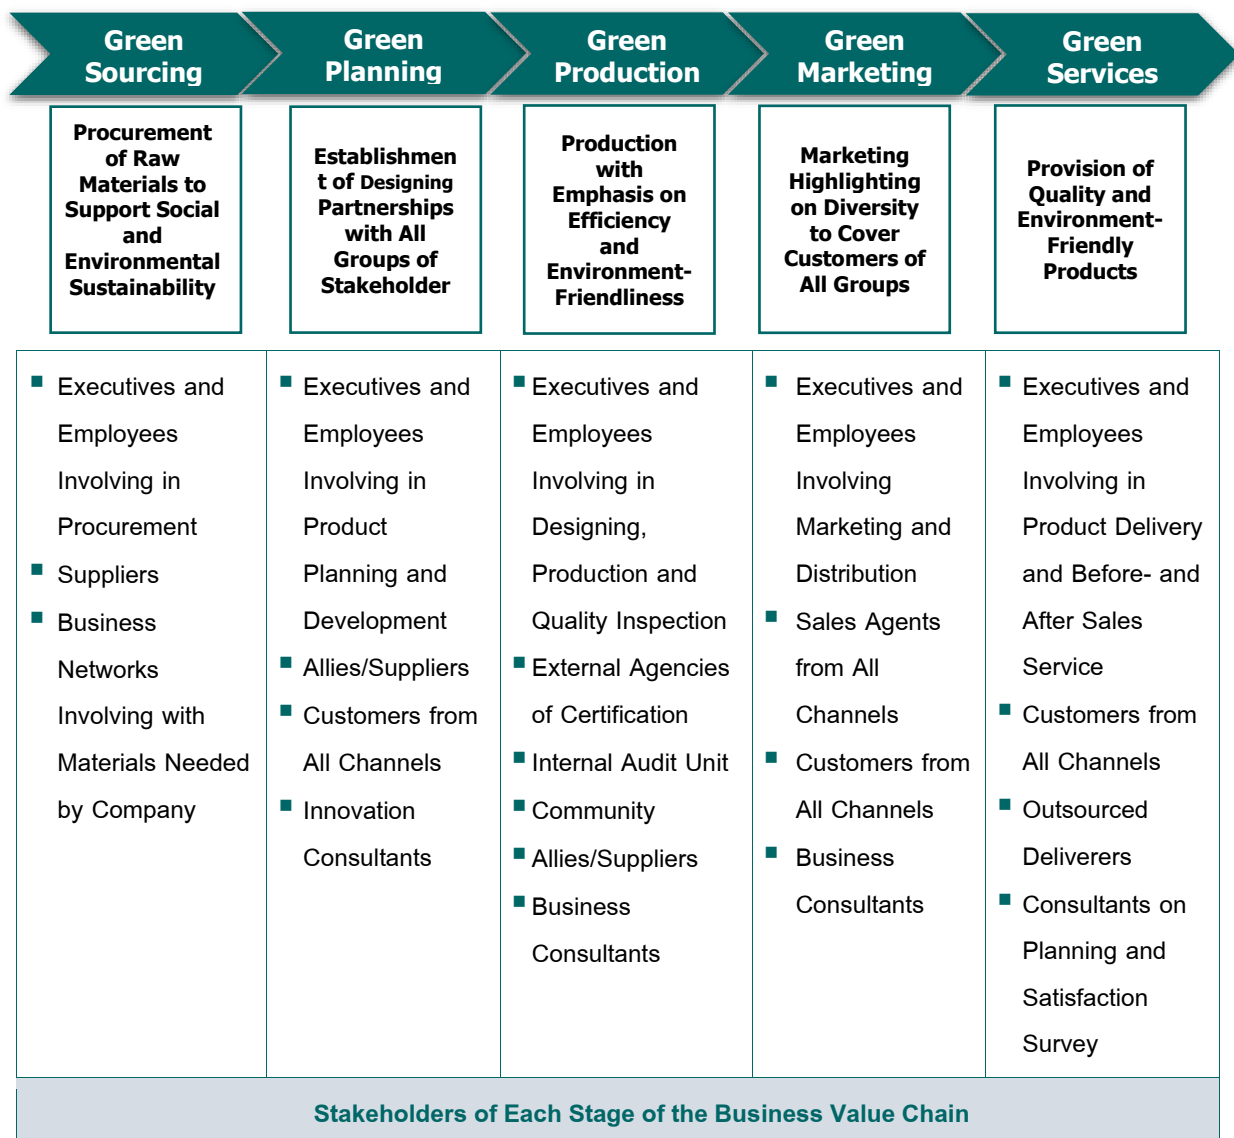 Green
Sourcing
Green
Planning
Green
Production
Green
Marketing
Green
Services
Procurement
of Raw
Materials to
Support Social
and
Environmental
Sustainability
Establishmen
t of Designing
Partnerships
with All
Groups of
Stakeholder
Production
with
Emphasis on
Efficiency
and
Environment-
Friendliness
Marketing
Highlighting
on Diversity
to Cover
Customers of
All Groups
Provision of
Quality and
Environment-
Friendly
Products
Executives and
Employees
Involving in
Procurement
Suppliers
Business
Networks
Involving with
Materials Needed
by Company
Executives and
Employees
Involving in
Product
Planning and
Development
Allies/Suppliers
Customers from
All Channels
Innovation
Consultants
Executives and
Employees
Involving in
Designing,
Production and
Quality Inspection
External Agencies
of Certification
Internal Audit Unit
Community
Allies/Suppliers
Business
Consultants
Executives and
Employees
Involving
Marketing and
Distribution
Sales Agents
from All
Channels
Customers from
All Channels
Business
Consultants
Executives and
Employees
Involving in
Product Delivery
and Before- and
After Sales
Service
Customers from
All Channels
Outsourced
Deliverers
Consultants on
Planning and
Satisfaction
Survey
Stakeholders of Each Stage of the Business Value Chain